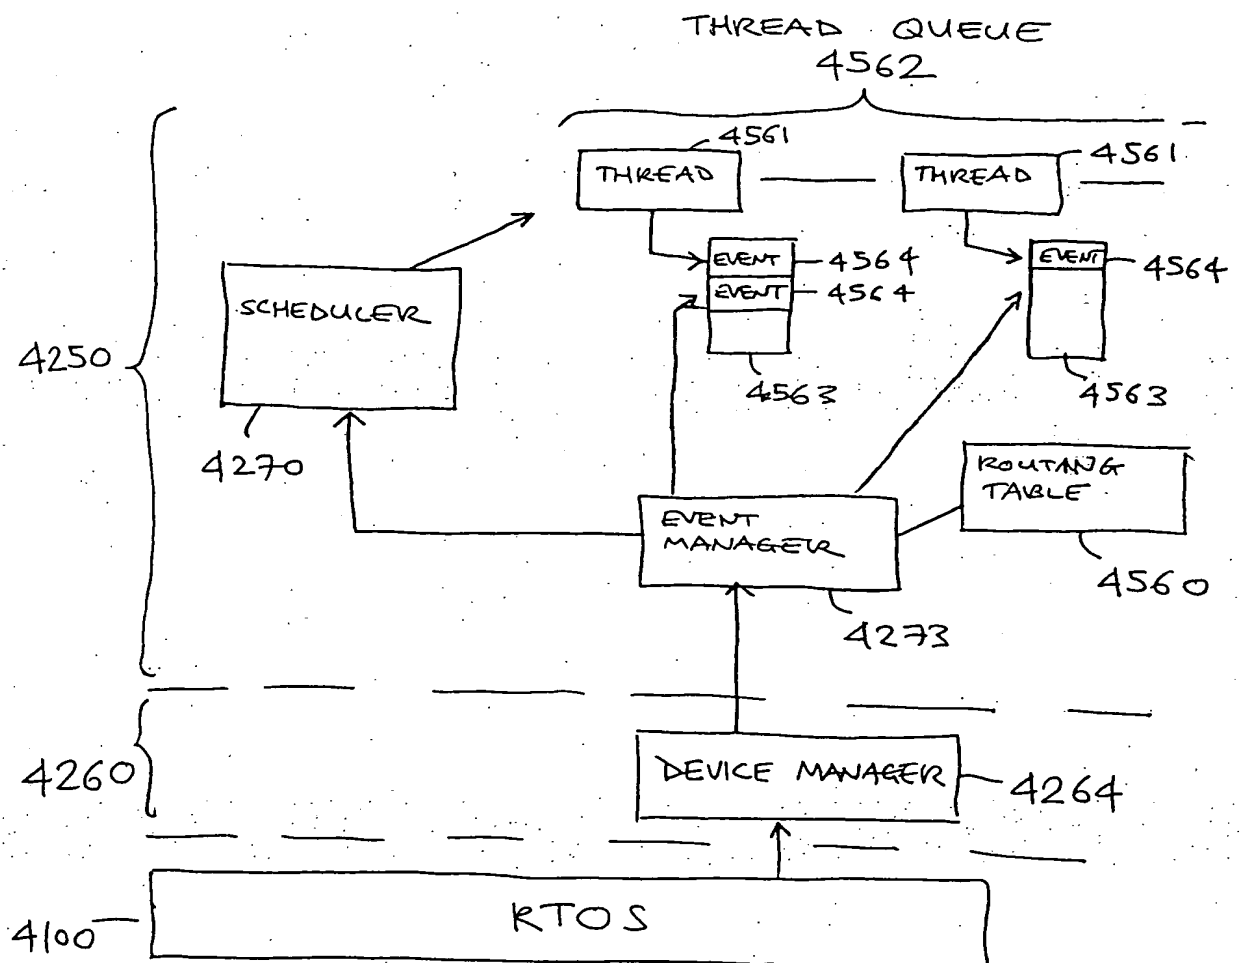 THREAD QUEUE
4562
4561
4561
THREAD
THREAD
EVENT
4564
EVENT
4564
EVENT
4564
SCHEDULER
4250
4563
4563
4270
ROUTING
TABLE
EVENT
MANAGER
4560
4273
DEVICE MANAGER
4264
4260
RTOS
4100